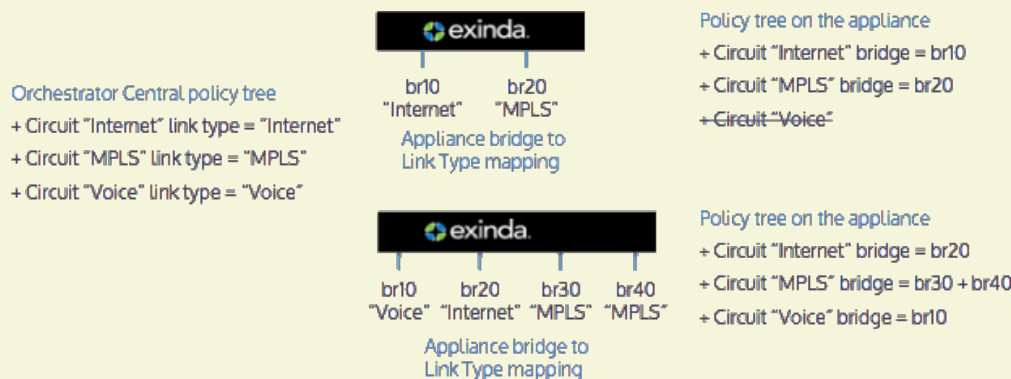 Orchestrator Central policy tree
+ Circuit "Internet" link type = "Internet"
+ Circuit "MPLS" link type = "MPLS"
+ Circuit "Voice" link type = "Voice"
exinda.
br10 br20
"Internet" "MPLS"
Appliance bridge to
Link Type mapping
Policy tree on the appliance
+ Circuit "Internet" bridge = br10
+ Circuit "MPLS" bridge = br20
+ Circuit "Voice"
exinda.
br10 br20 br30 br40
"Voice" "Internet" "MPLS" "MPLS"
Appliance bridge to
Link Type mapping
Policy tree on the appliance
+ Circuit "Internet" bridge = br20
+ Circuit "MPLS" bridge = br30 + br40
+ Circuit "Voice" bridge = br10